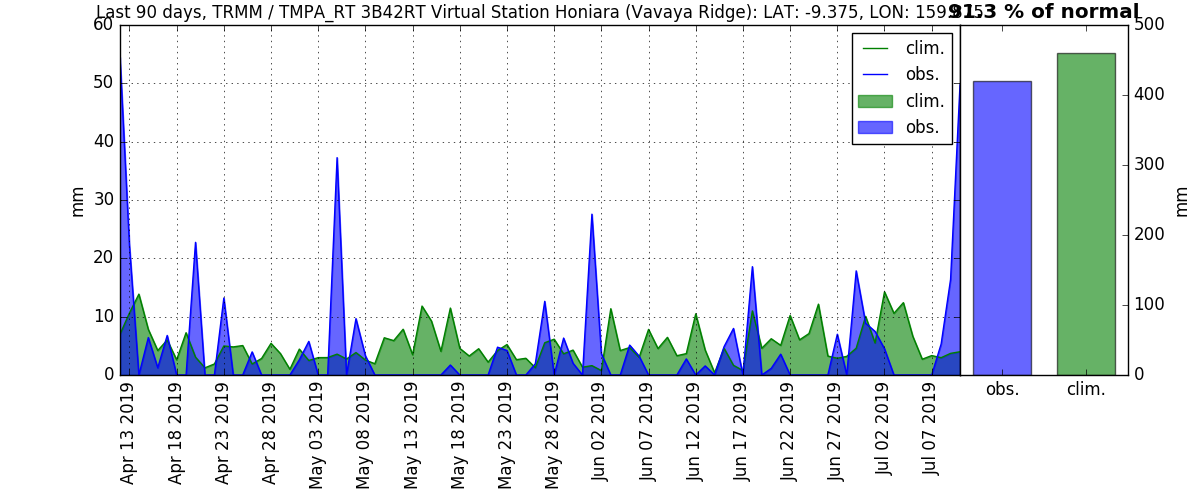 Last 90 days, TRMM / TMPA_RT 3B42RT Virtual Station Honiara (Vavaya Ridge): LAT: -9.375, LON:
91.3 % of normal
60
50
40
30
20
10
0
mm
clim.
obs.
clim.
obs.
500
400
300
200
100
0
mm
obs.
clim.
Apr 13 2019
Apr 18 2019
Apr 23 2019
Apr 28 2019
May 03 2019
May 08 2019
May 13 2019
May 18 2019
May 23 2019
May 28 2019
Jun 02 2019
Jun 07 2019
Jun 12 2019
Jun 17 2019
Jun 22 2019
Jun 27 2019
Jul 02 2019
Jul 07 2019